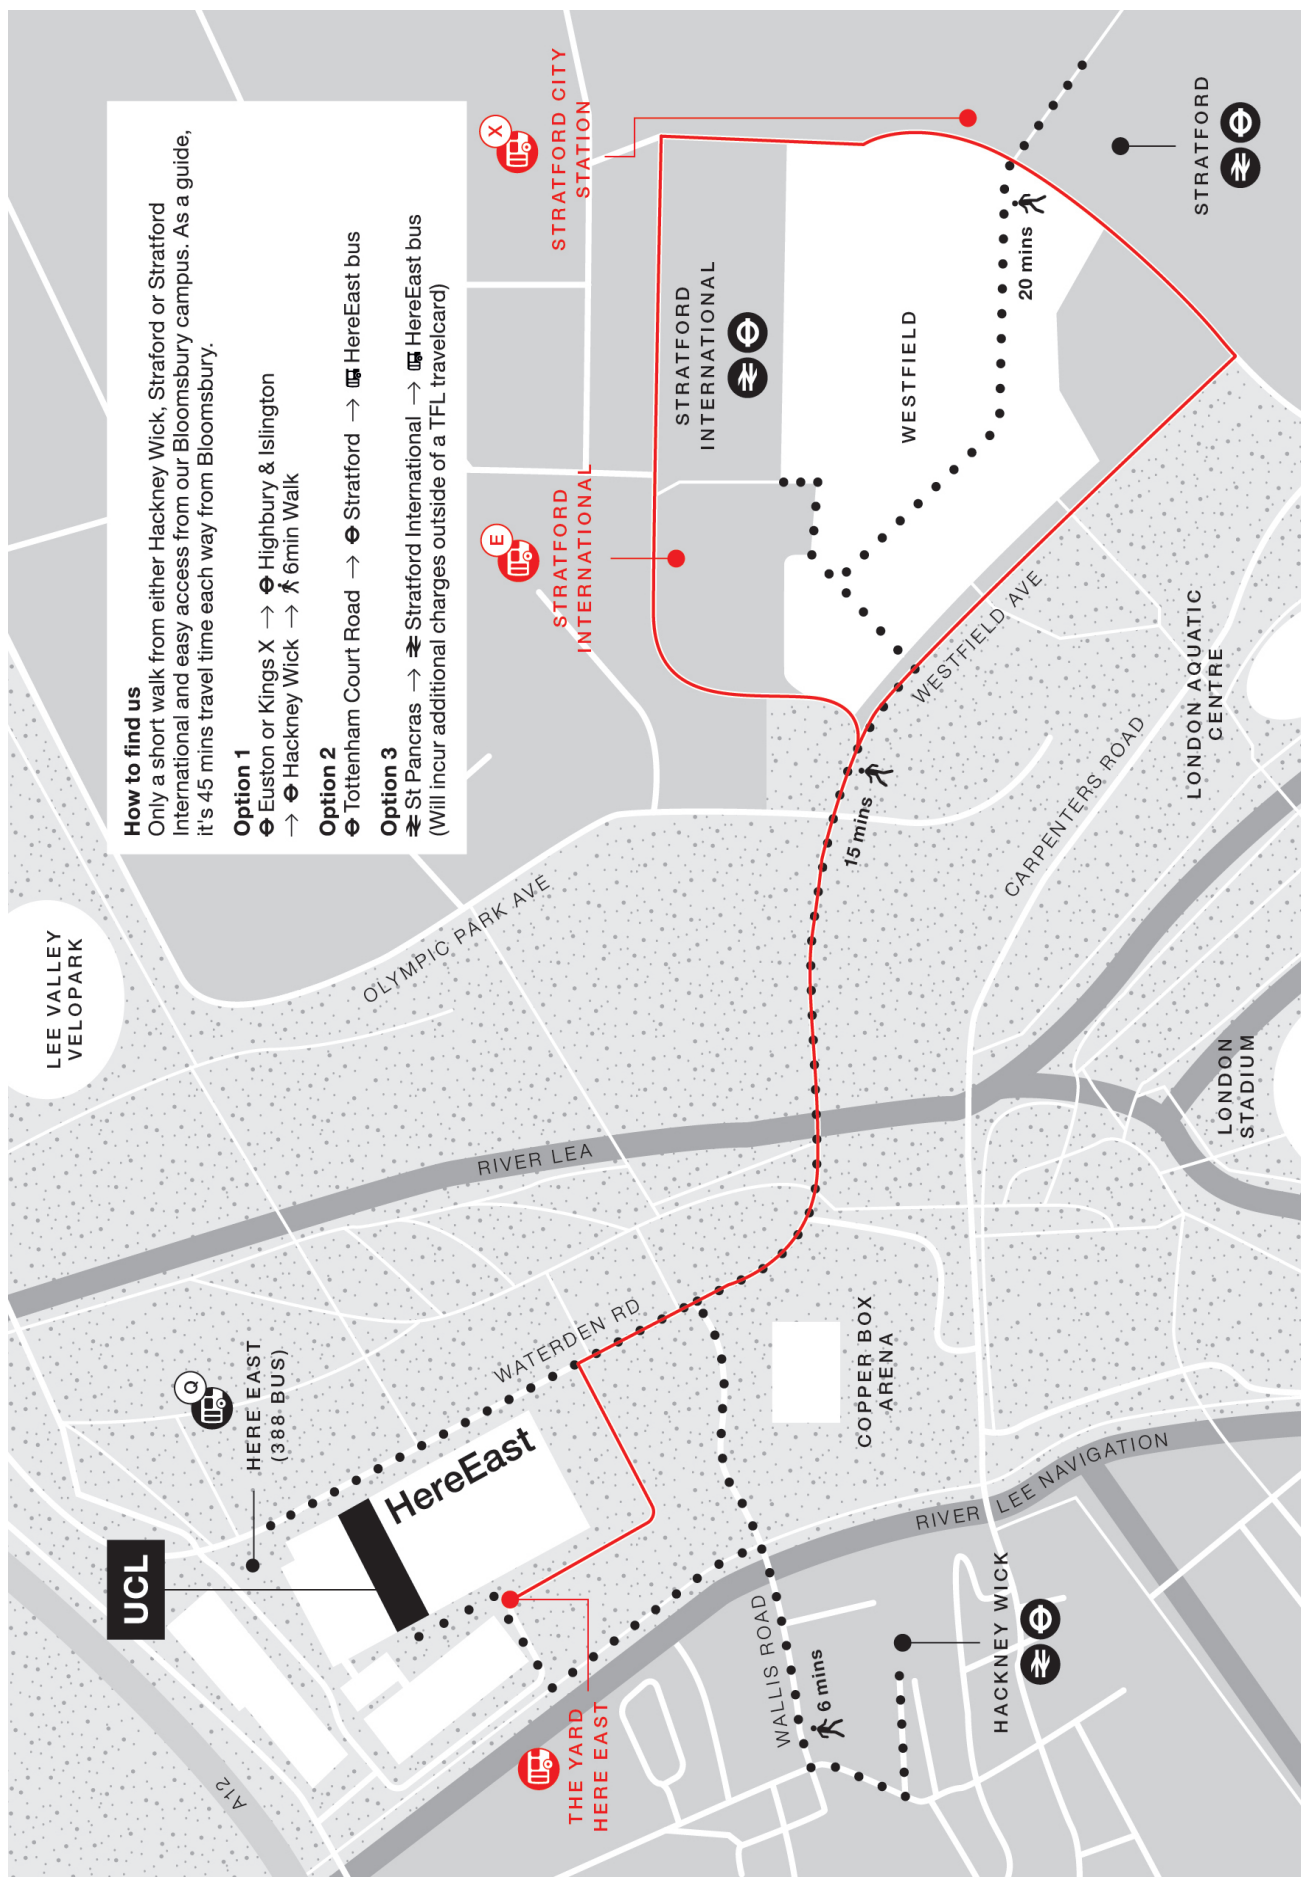 How to find us
Only a short walk from either Hackney Wick, Straford or Stratford
International and easy access from our Bloomsbury campus. As a guide,
it's 45 mins travel time each way from Bloomsbury.
Option 1
Euston or Kings X → Highbury & Islington
→ Hackney Wick → 6min Walk
Option 2
Tottenham Court Road → Stratford → HereEast bus
Option 3
St Pancras → Stratford International → HereEast bus
(Will incur additional charges outside of a TFL travelcard)
UCL
Q
HERE EAST
(388 BUS)
LEE VALLEY
VELOPARK
A12
HereEast
WATERDEN RD
OLYMPIC PARK AVE
RIVER LEA
THE YARD
HERE EAST
E
STRATFORD
INTERNATIONAL
X
STRATFORD CITY
STATION
STRATFORD
INTERNATIONAL
WESTFIELD
20 mins
15 mins
WESTFIELD AVE
CARPENTERS ROAD
LONDON AQUATIC
CENTRE
STRATFORD
COPPER BOX
ARENA
WALLIS ROAD
6 mins
RIVER LEE NAVIGATION
HACKNEY WICK
LONDON
STADIUM